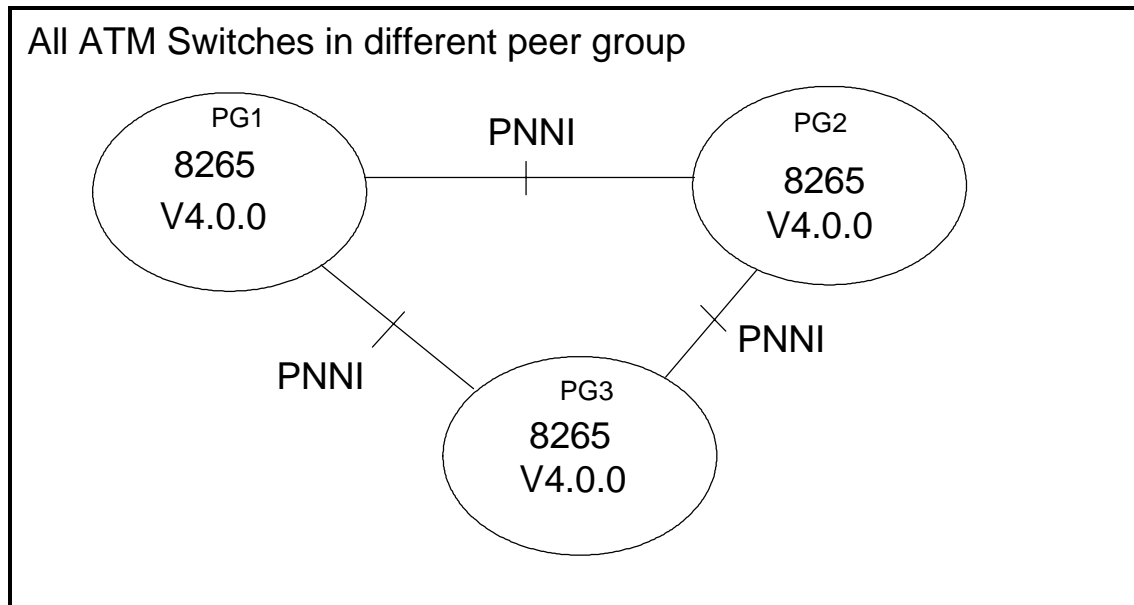 All ATM Switches in different peer group
PG1
8265
V4.0.0
PNNI
PG2
8265
V4.0.0
PNNI
PNNI
PG3
8265
V4.0.0